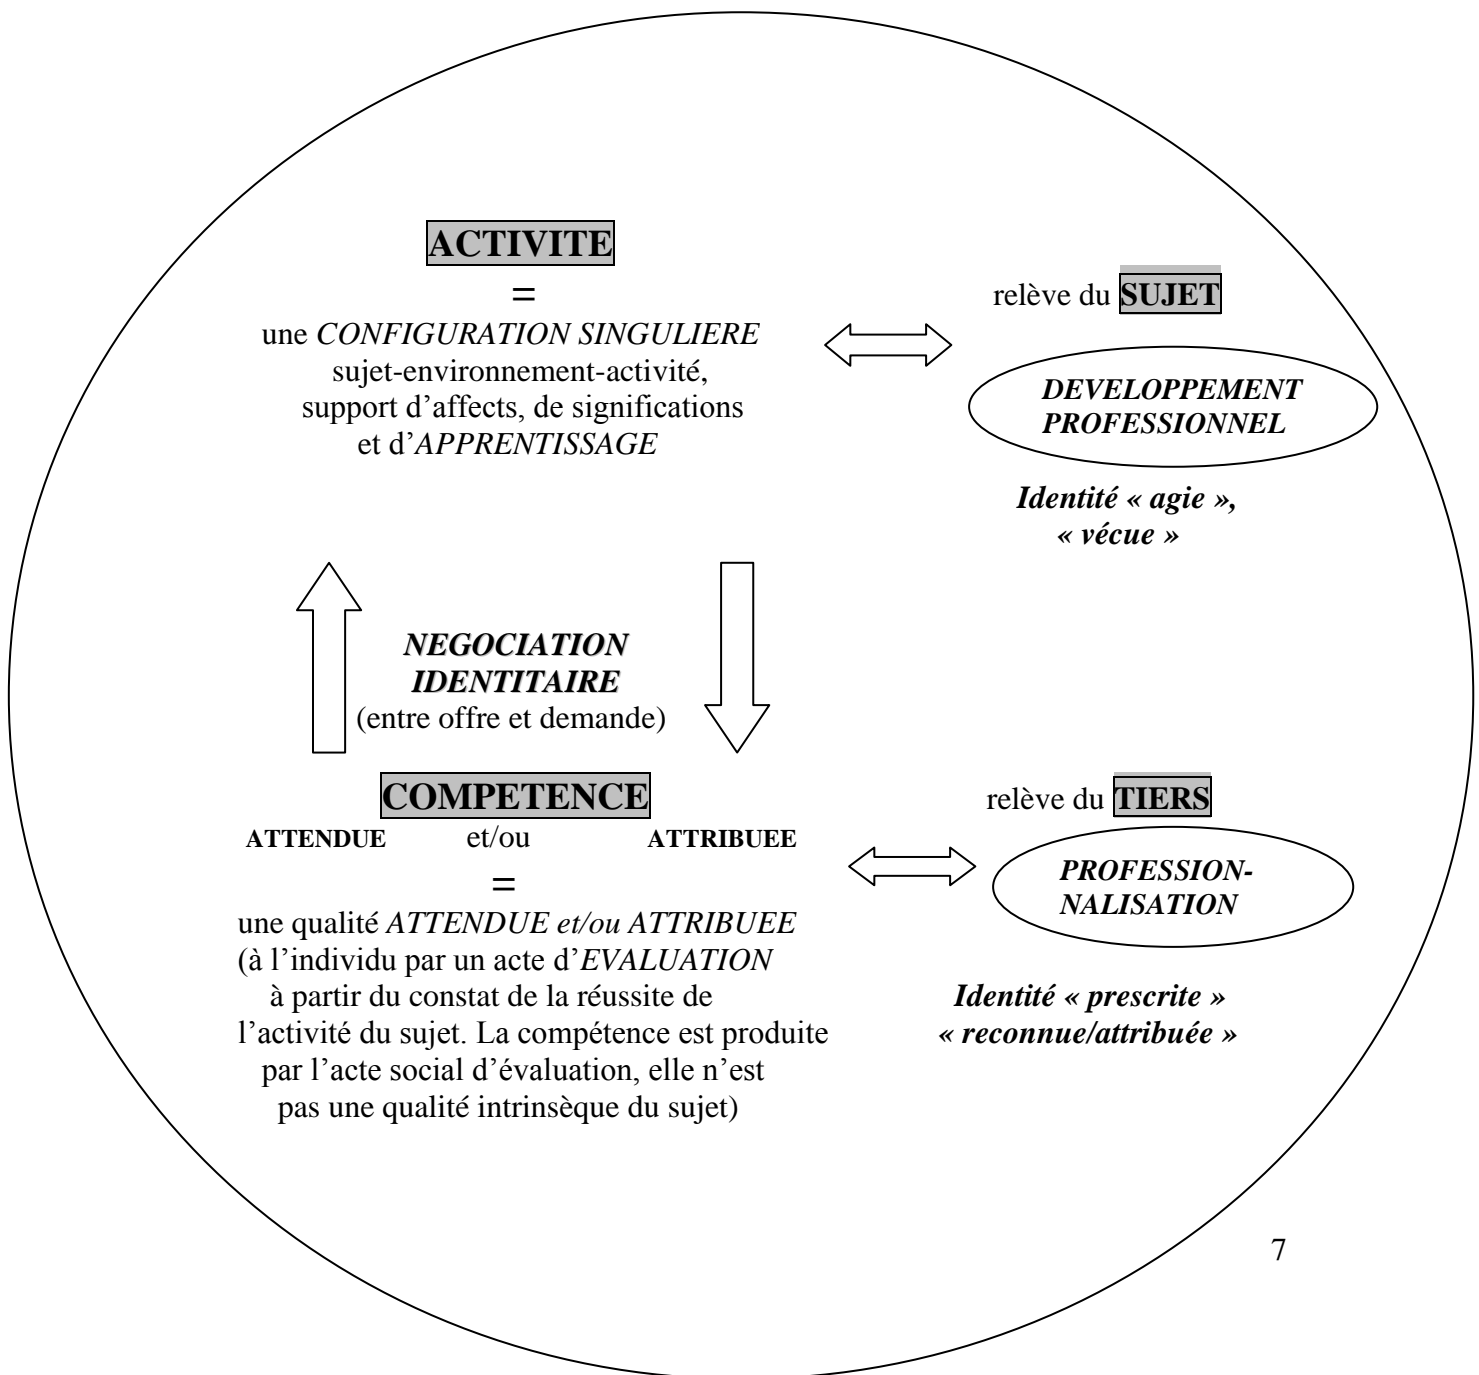 ACTIVITE
=
une CONFIGURATION SINGULIERE
sujet-environnement-activité,
support d’affects, de significations
et d’APPRENTISSAGE
relève du SUJET
DEVELOPPEMENT
PROFESSIONNEL
Identité « agie »,
« vécue »
NEGOCIATION
IDENTITAIRE
(entre offre et demande)
COMPETENCE
ATTENDUE et/ou ATTRIBUEE
=
une qualité ATTENDUE et/ou ATTRIBUEE
(à l’individu par un acte d’EVALUATION
à partir du constat de la réussite de
l’activité du sujet. La compétence est produite
par l’acte social d’évaluation, elle n’est
pas une qualité intrinsèque du sujet)
relève du TIERS
PROFESSION-
NALISATION
Identité « prescrite »
« reconnue/attribuée »
7